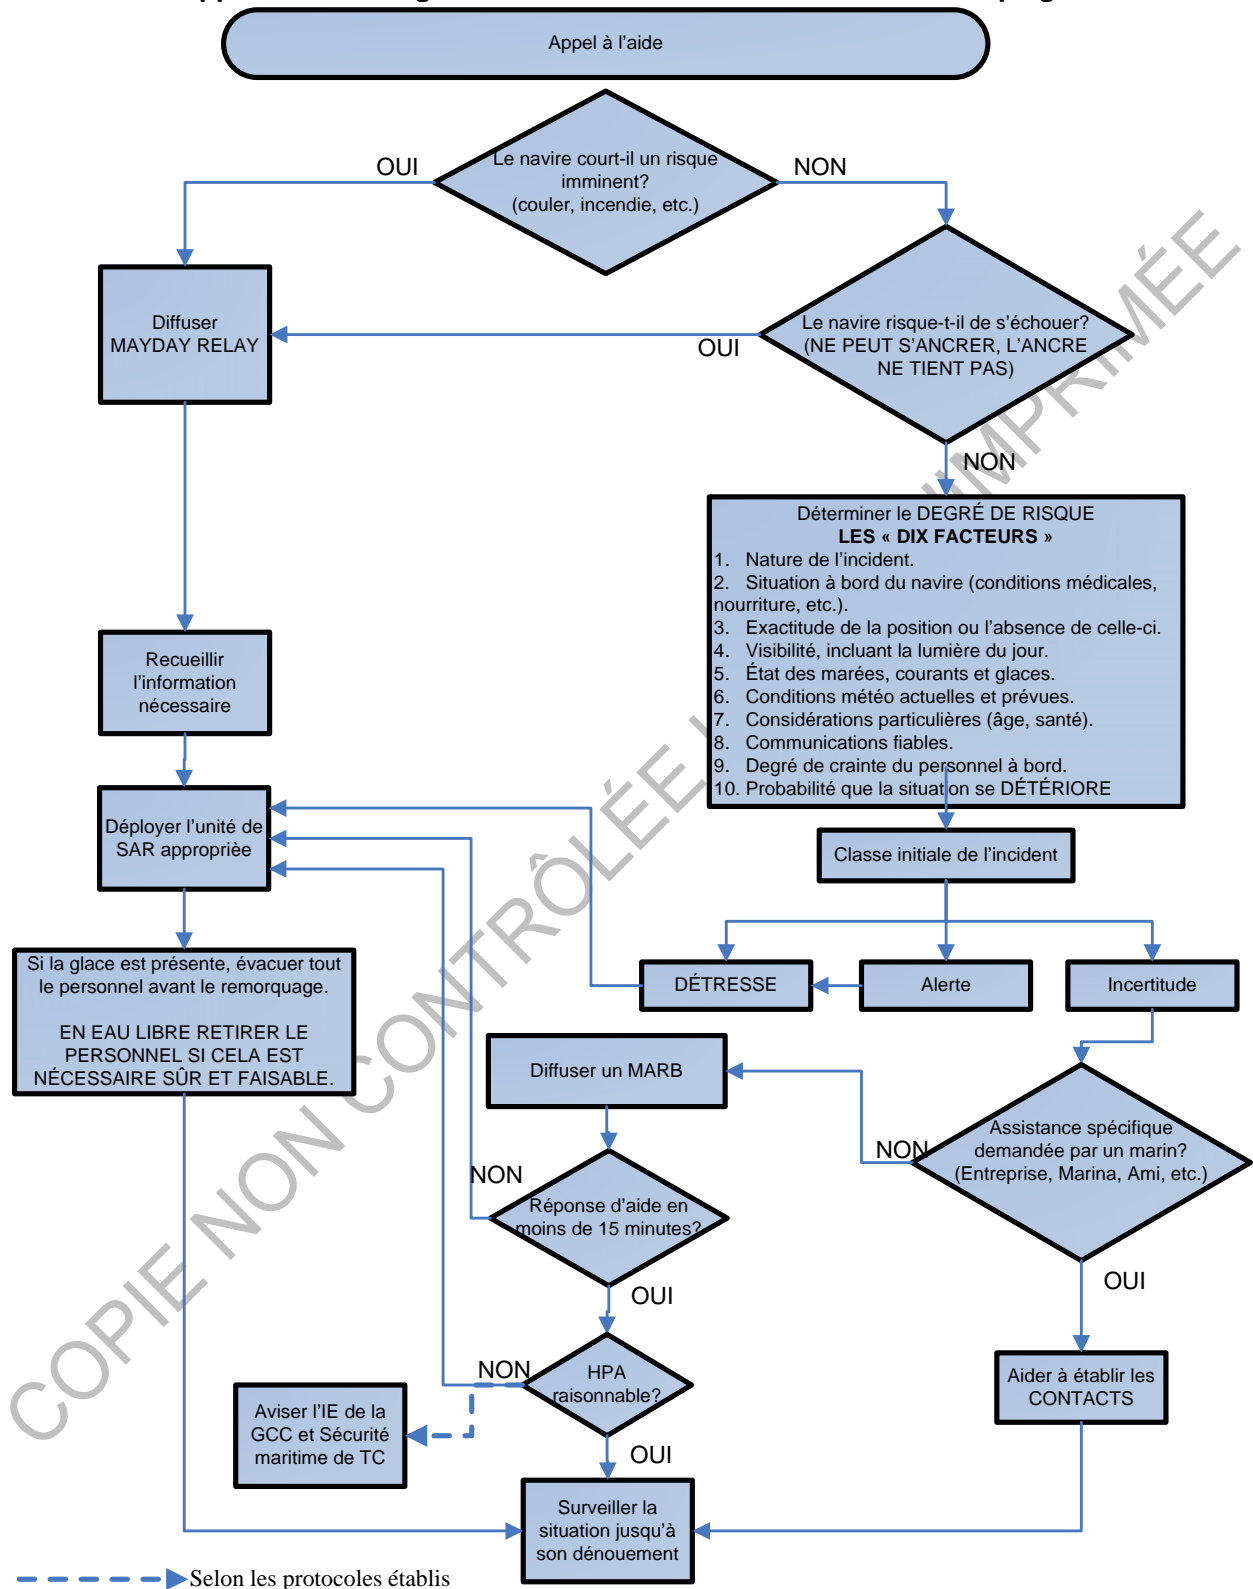 Appel à l'aide
Le navire court-il un risque
imminent?
(couler, incendie, etc.)
OUI
NON
Diffuser
MAYDAY RELAY
Le navire risque-t-il de s'échouer?
(NE PEUT S'ANCRER, L'ANCRE
NE TIENT PAS)
OUI
NON
Déterminer le DEGRÉ DE RISQUE
LES « DIX FACTEURS »
1. Nature de l'incident.
2. Situation à bord du navire (conditions médicales,
nourriture, etc.).
3. Exactitude de la position ou l'absence de celle-ci.
4. Visibilité, incluant la lumière du jour.
5. État des marées, courants et glaces.
6. Conditions météo actuelles et prévues.
7. Considérations particulières (âge, santé).
8. Communications fiables.
9. Degré de crainte du personnel à bord.
10. Probabilité que la situation se DÉTÉRIORE
Recueillir
l'information
nécessaire
Déployer l'unité de
SAR approprièe
Classe initiale de l'incident
Si la glace est présente, évacuer tout
le personnel avant le remorquage.
EN EAU LIBRE RETIRER LE
PERSONNEL SI CELA EST
NÉCESSAIRE SÛR ET FAISABLE.
DÉTRESSE
Alerte
Incertitude
Diffuser un MARB
Assistance spécifique
demandée par un marin?
(Entreprise, Marina, Ami, etc.)
NON
NON
Réponse d'aide en
moins de 15 minutes?
OUI
OUI
HPA
raisonnable?
NON
Aider à établir les
CONTACTS
Aviser l'IE de la
GCC et Sécurité
maritime de TC
OUI
Surveiller la
situation jusqu'à
son dénouement
Selon les protocoles établis
COPIE NON CONTRÔLÉE IMPRIMÉE